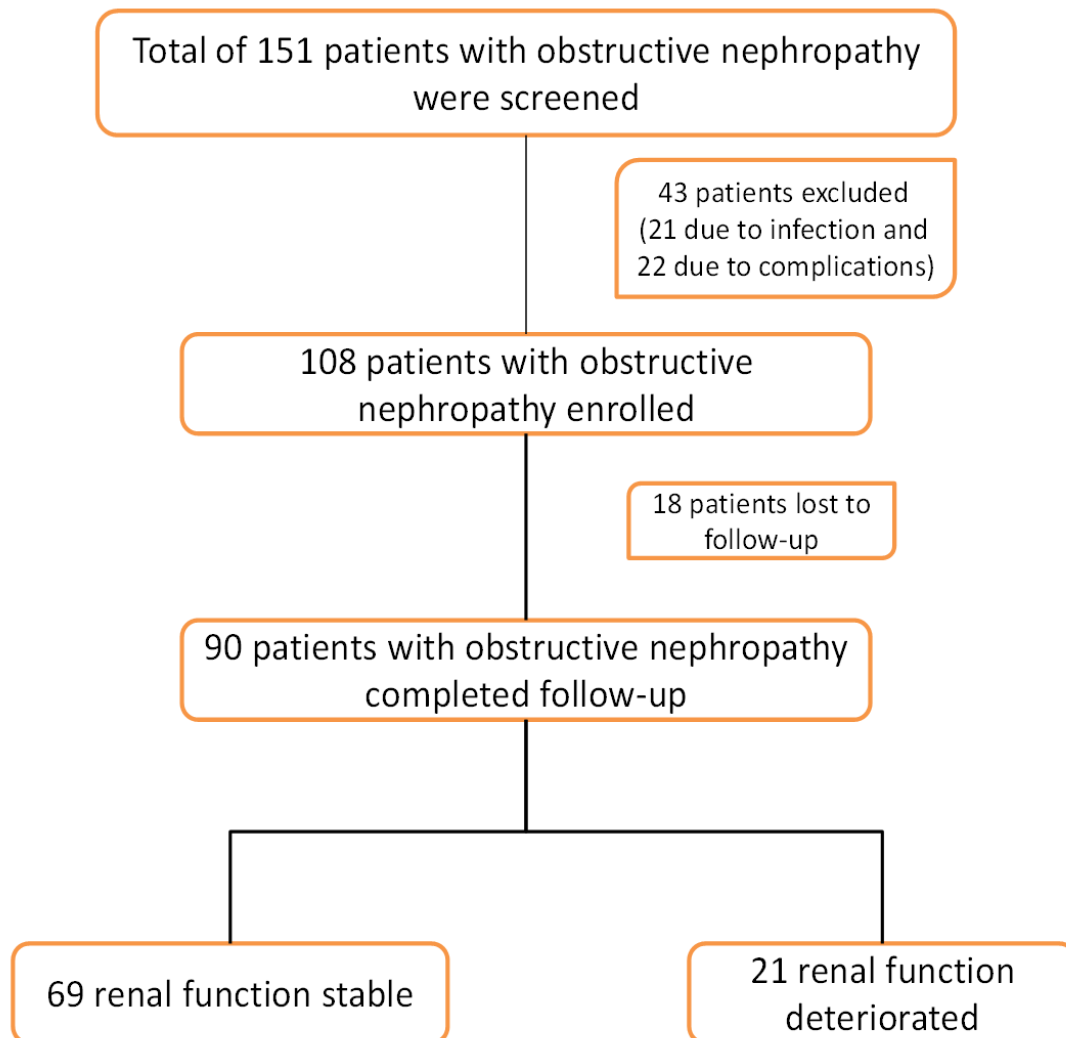 Total of 151 patients with obstructive nephropathy
were screened
43 patients excluded
(21 due to infection and
22 due to complications)
108 patients with obstructive
nephropathy enrolled
18 patients lost to
follow-up
90 patients with obstructive nephropathy
completed follow-up
69 renal function stable
21 renal function
deteriorated